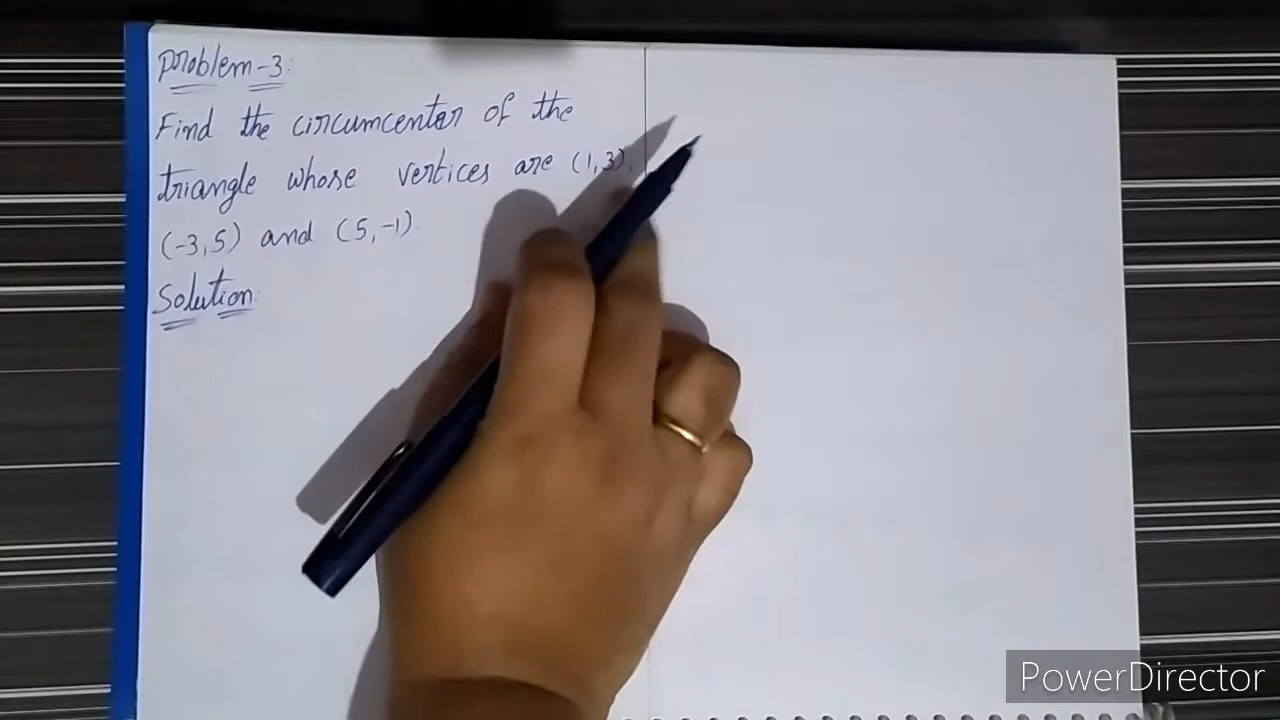 Problem-3:
Find the circumcenter of the
triangle whose vertices are (1,3),
(-3,5) and (5,-1).
Solution:
PowerDirector